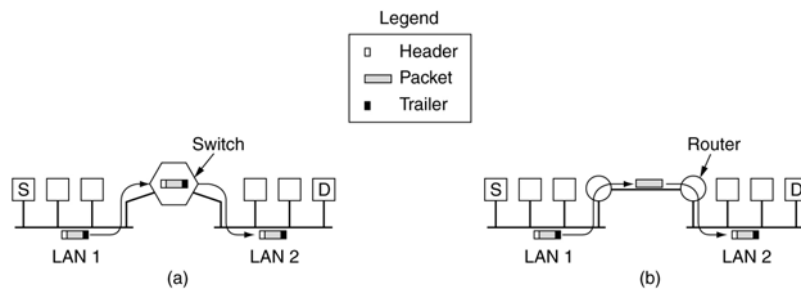 Legend
Header
Packet
Trailer
Switch
S
D
LAN 1
LAN 2
(a)
Router
S
D
LAN 1
LAN 2
(b)